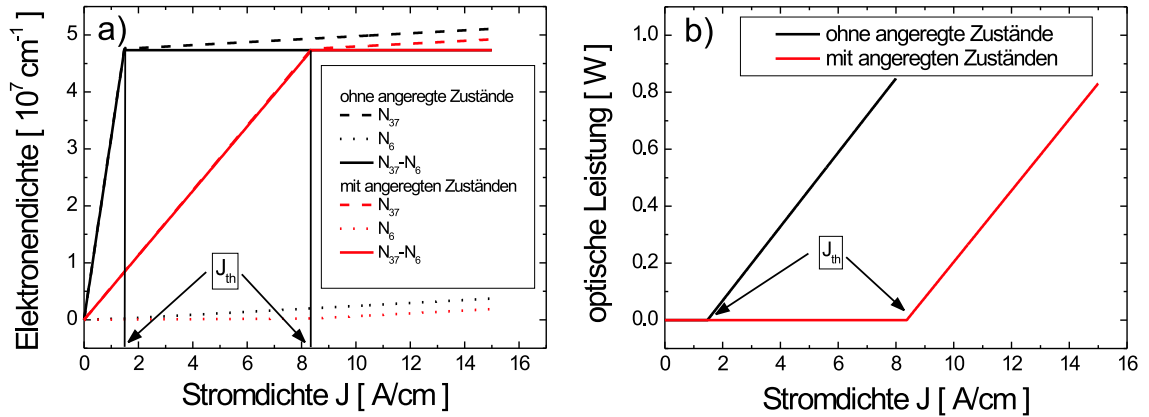 a)
Elektronendichte [ 10⁷ cm⁻¹ ]
5
4
3
2
1
0
ohne angeregte Zustände
N₃₇
N₆
N₃₇-N₆
mit angeregten Zuständen
N₃₇
N₆
N₃₇-N₆
Jₜₕ
0 2 4 6 8 10 12 14 16
Stromdichte J [ A/cm ]
b)
optische Leistung [ W ]
1.0
0.8
0.6
0.4
0.2
0.0
ohne angeregte Zustände
mit angeregten Zuständen
Jₜₕ
0 2 4 6 8 10 12 14 16
Stromdichte J [ A/cm ]